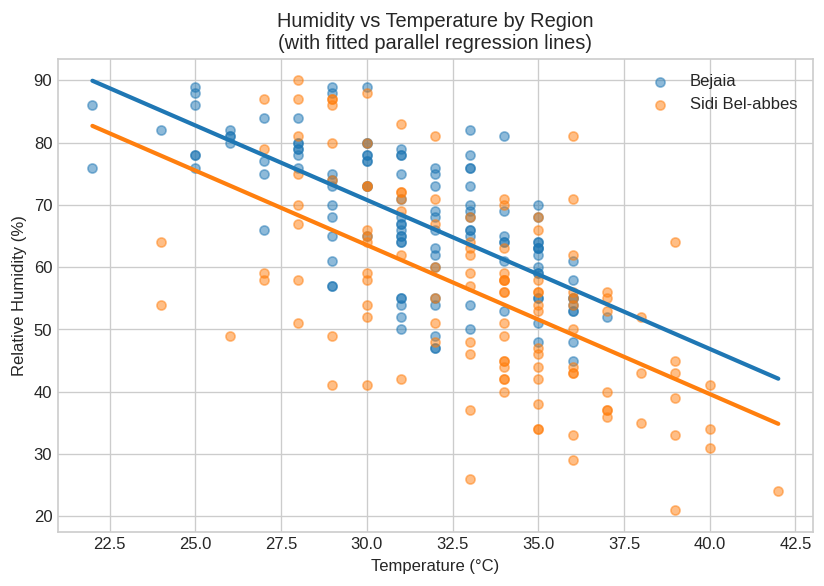 Humidity vs Temperature by Region
(with fitted parallel regression lines)
Bejaia
Sidi Bel-abbes
Relative Humidity (%)
90
80
70
60
50
40
30
20
22.5 25.0 27.5 30.0 32.5 35.0 37.5 40.0 42.5
Temperature (°C)